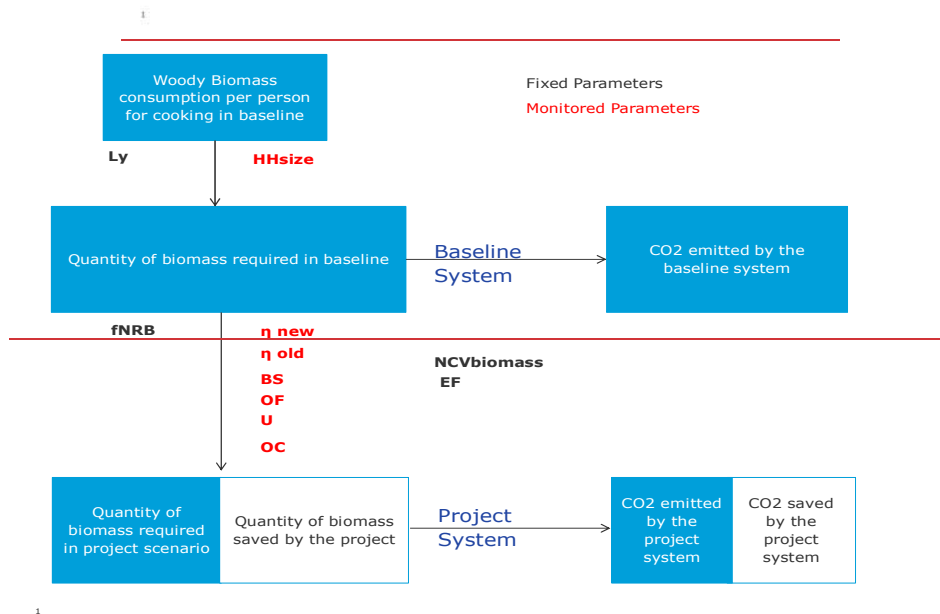 1
Woody Biomass
consumption per person
for cooking in baseline
Fixed Parameters
Monitored Parameters
Ly
HHsize
Quantity of biomass required in baseline
Baseline
System
CO2 emitted by the
baseline system
fNRB
η new
η old
BS
OF
U
OC
NCVbiomass
EF
Quantity of
biomass required
in project scenario
Quantity of biomass
saved by the project
Project
System
CO2 emitted
by the
project
system
CO2 saved
by the
project
system
1